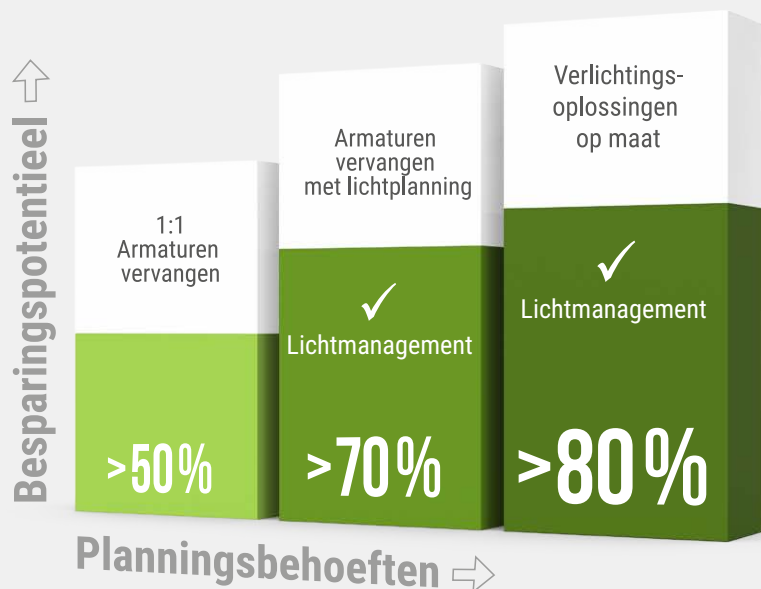 Besparingspotentieel
1:1
Armaturen
vervangen
>50%
Armaturen
vervangen
met lichtplanning
✓
Lichtmanagement
>70%
Verlichtings-
oplossingen
op maat
✓
Lichtmanagement
>80%
Planningsbehoeften